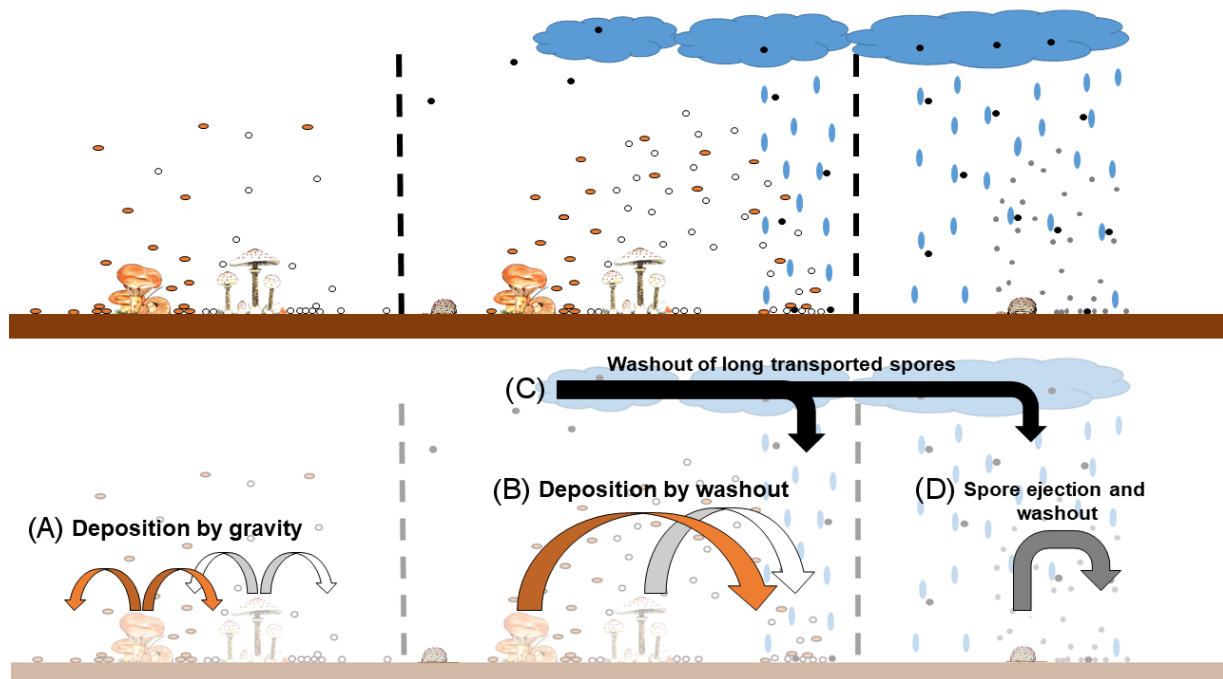 Washout of long transported spores
(C)
(B) Deposition by washout
(D) Spore ejection and
washout
(A) Deposition by gravity